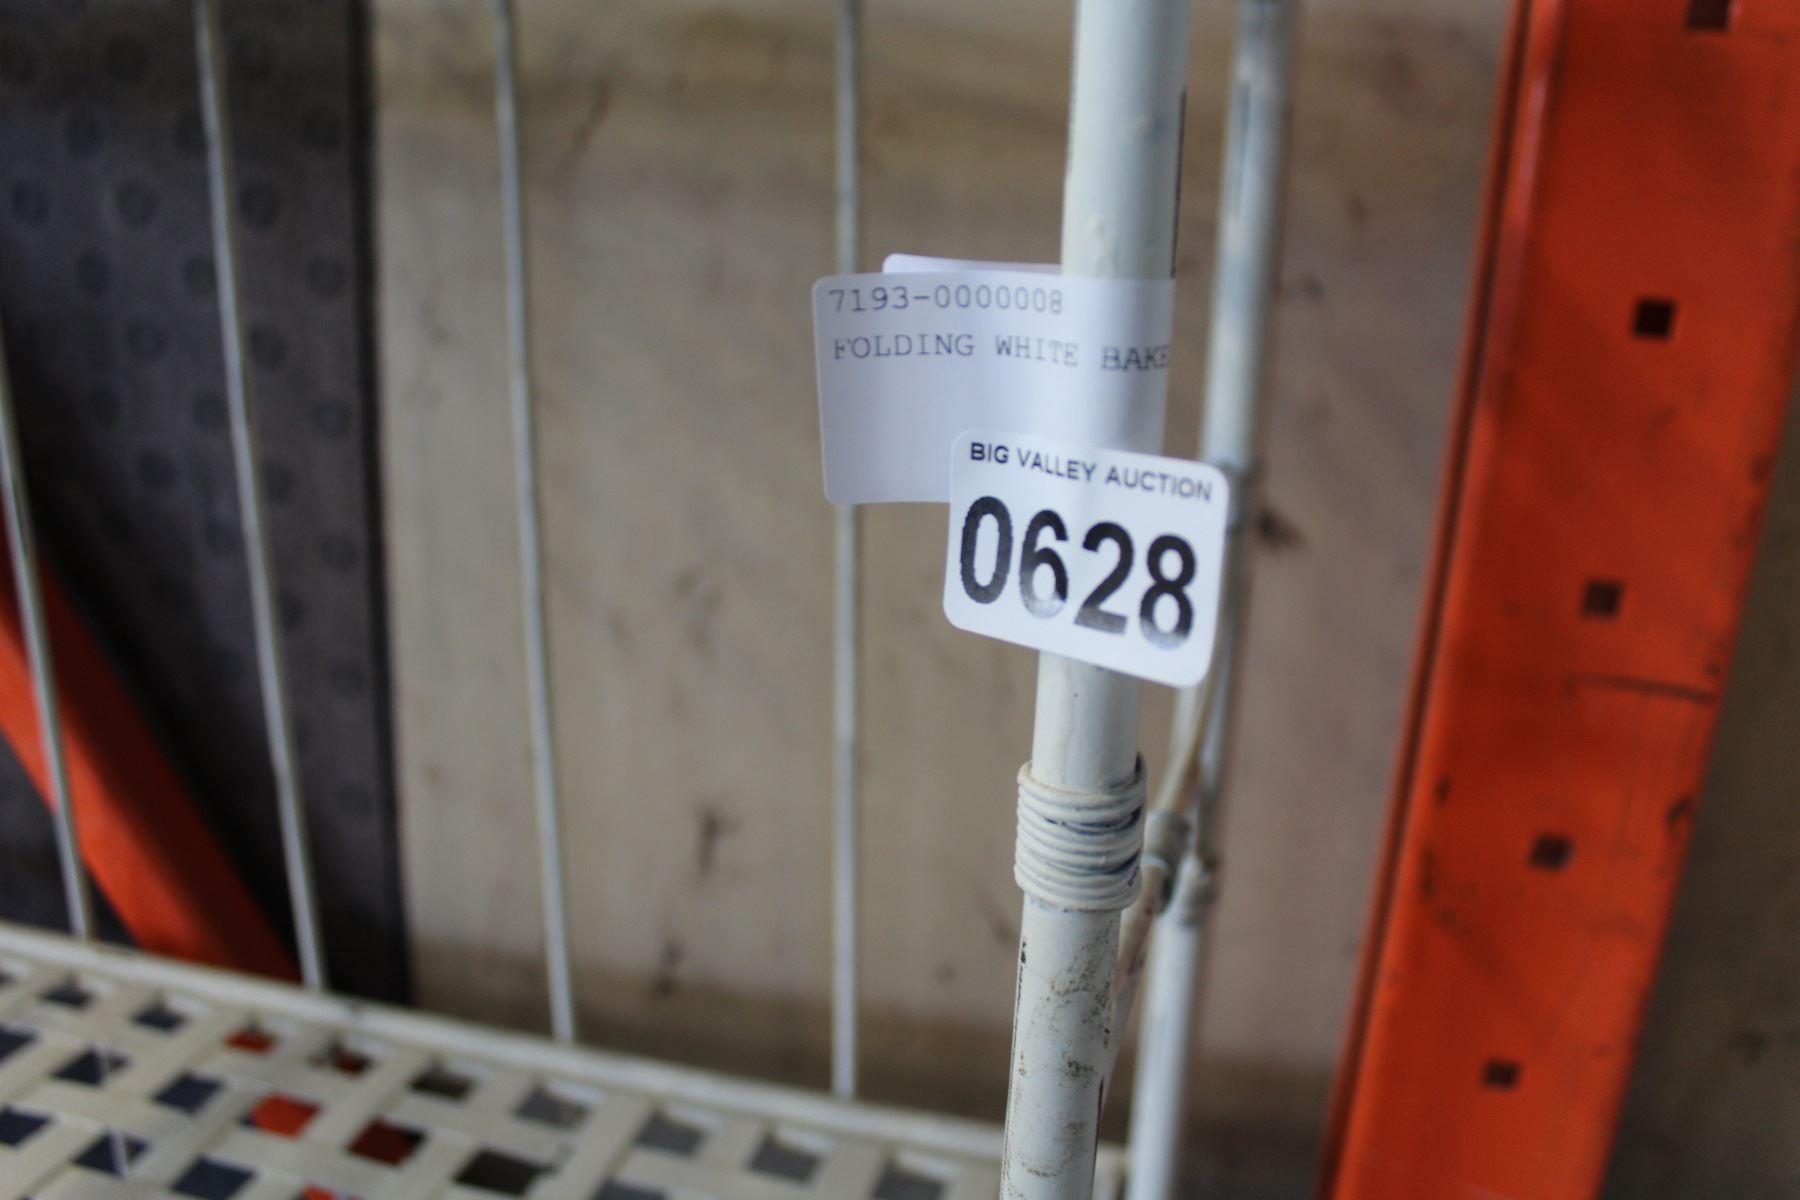 7193-0000008
FOLDING WHITE BAKE
BIG VALLEY AUCTION
0628